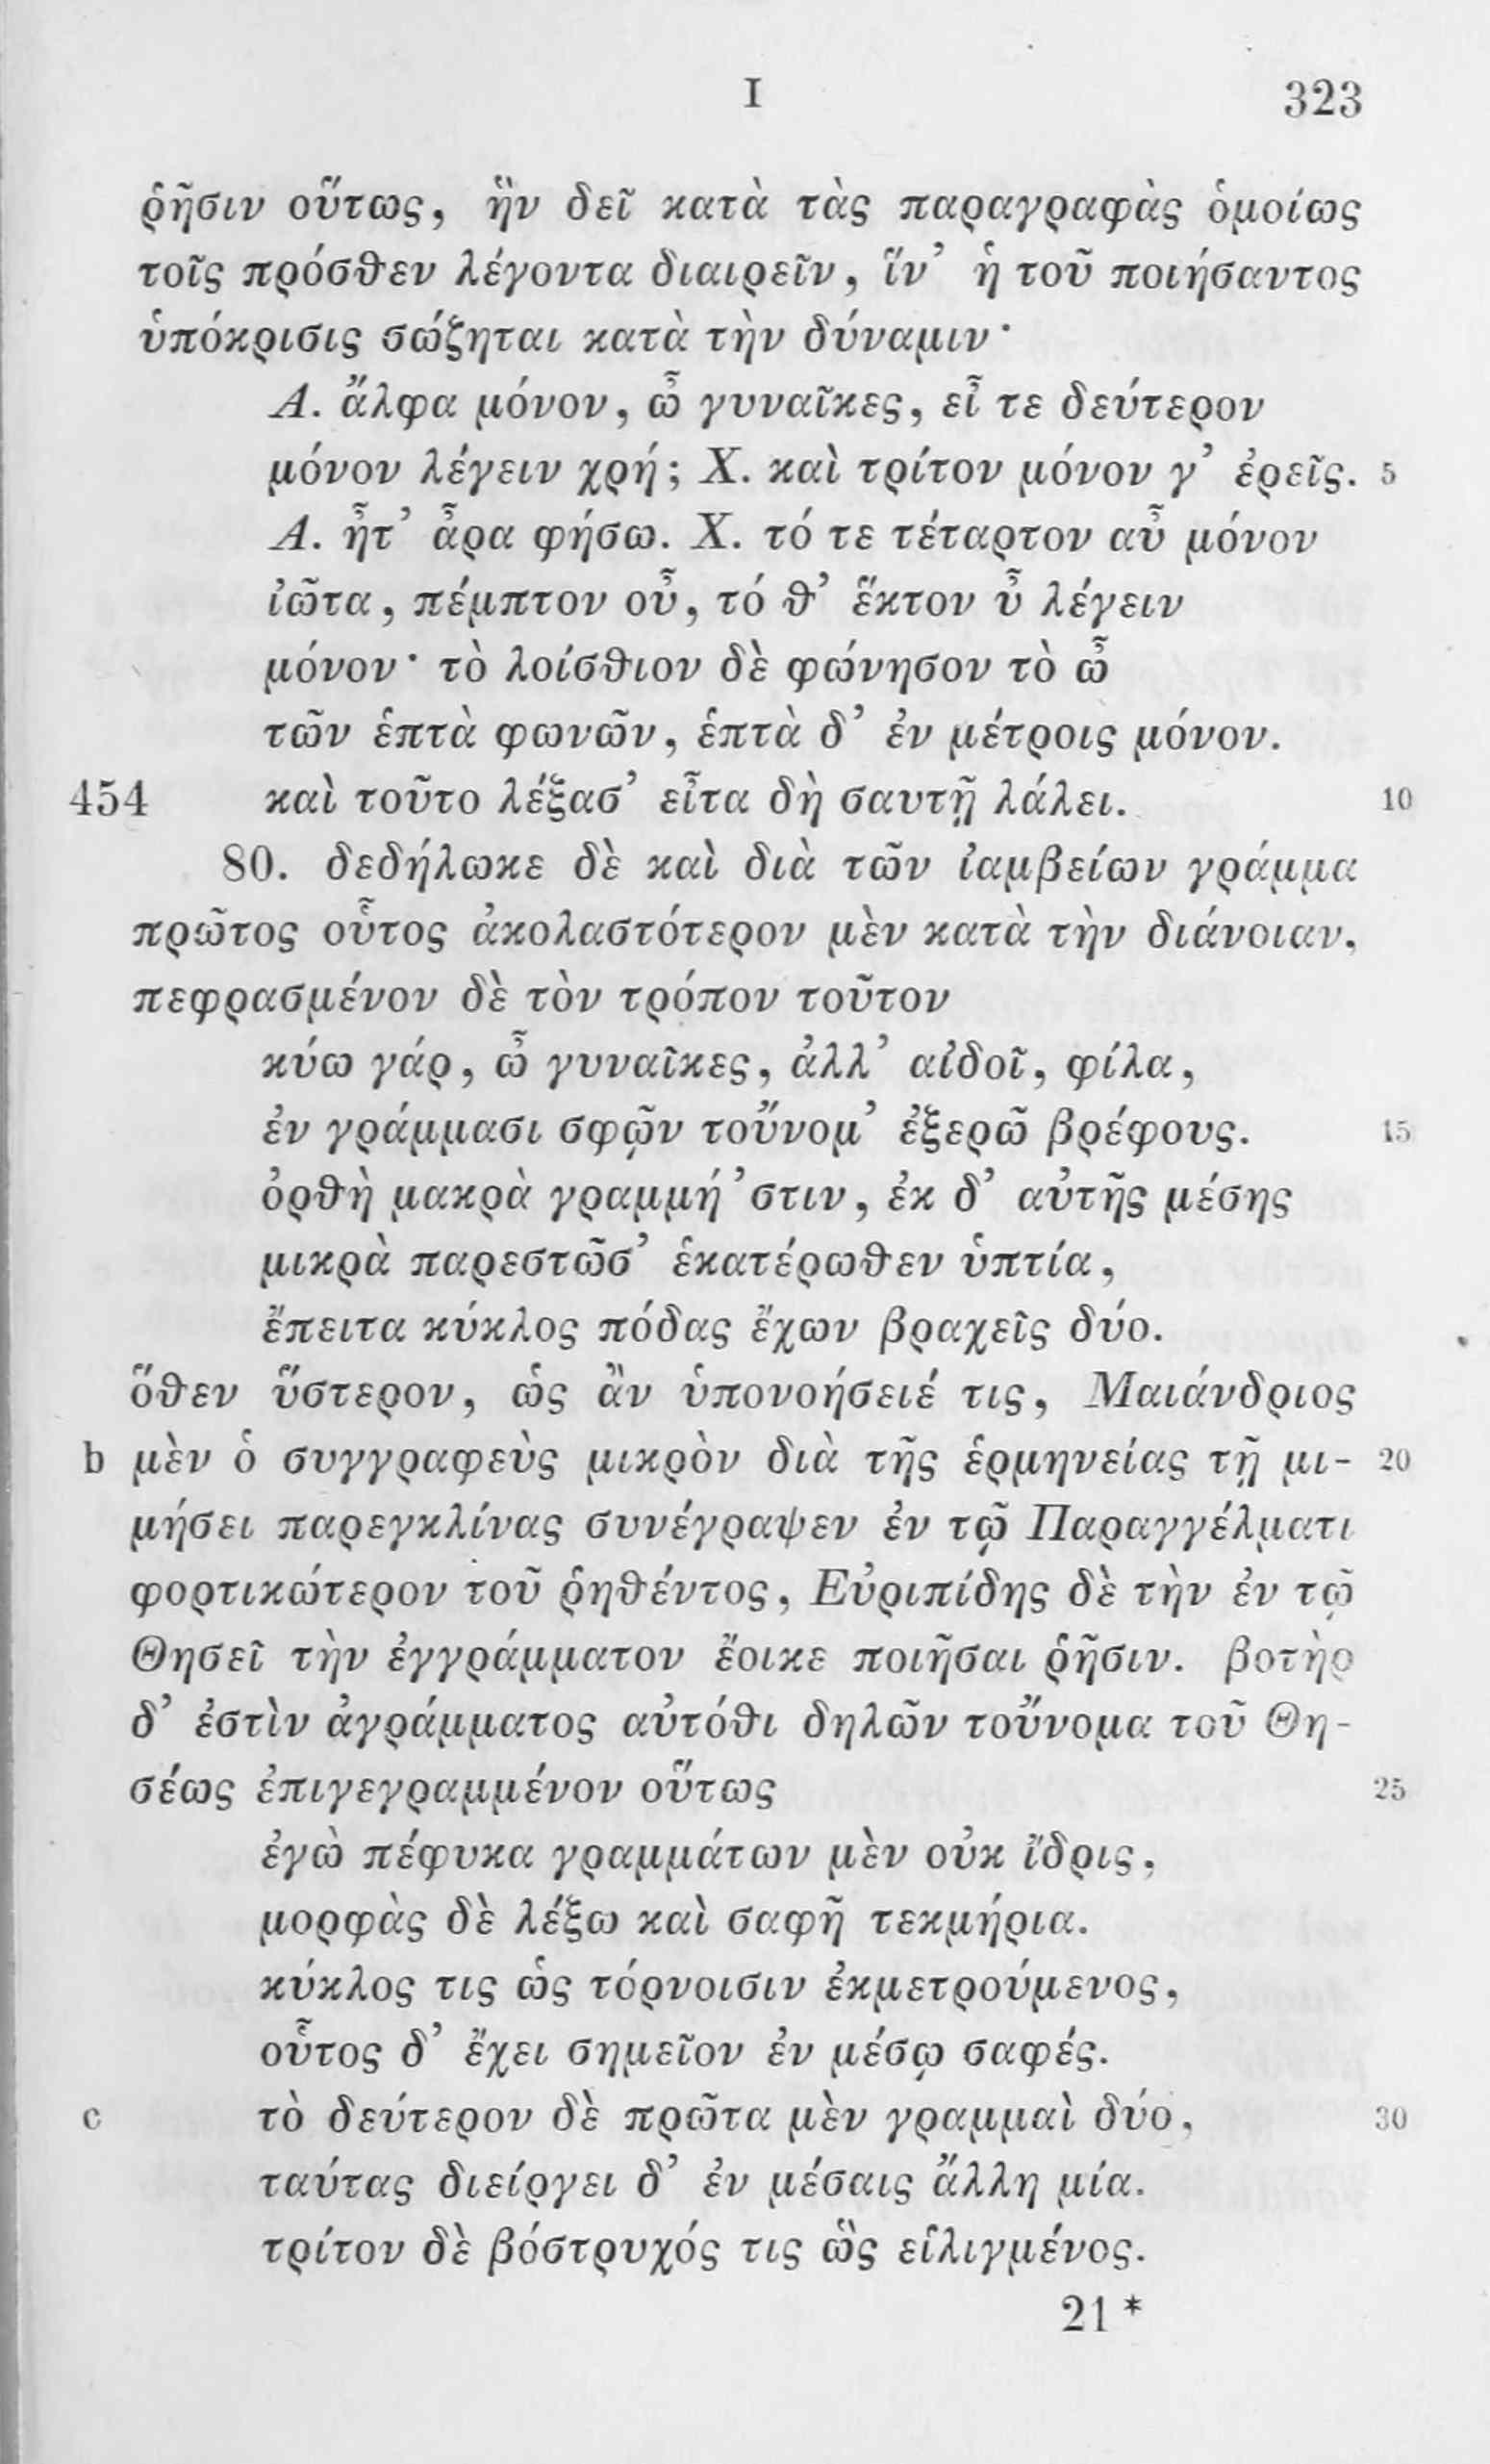 I 323
ῥῆσιν οὕτως, ἣν δεῖ κατὰ τὰς παραγραφὰς ὁμοίως
τοῖς πρόσθεν λέγοντα διαιρεῖν, ἵν’ ἡ τοῦ ποιήσαντος
ὑπόκρισις σώζηται κατὰ τὴν δύναμιν·
Α. ἄλφα μόνον, ὦ γυναῖκες, εἶ τε δεύτερον
μόνον λέγειν χρή; Χ. καὶ τρίτον μόνον γ’ ἐρεῖς. 5
Α. ἦτ’ ἆρα φήσω. Χ. τό τε τέταρτον αὖ μόνον
ἰῶτα, πέμπτον οὖ, τό θ’ ἕκτον ὖ λέγειν
μόνον· τὸ λοίσθιον δὲ φώνησον τὸ ὦ
τῶν ἑπτὰ φωνῶν, ἑπτὰ δ’ ἐν μέτροις μόνον.
454 καὶ τοῦτο λέξασ’ εἶτα δὴ σαυτῇ λάλει. 10
80. δεδήλωκε δὲ καὶ διὰ τῶν ἰαμβείων γράμμα
πρῶτος οὗτος ἀκολαστότερον μὲν κατὰ τὴν διάνοιαν,
πεφρασμένον δὲ τὸν τρόπον τοῦτον
κύω γάρ, ὦ γυναῖκες, ἀλλ’ αἰδοῖ, φίλα,
ἐν γράμμασι σφῷν τοὔνομ’ ἐξερῶ βρέφους. 15
ὀρθὴ μακρὰ γραμμή ’στιν, ἐκ δ’ αὐτῆς μέσης
μικρὰ παρεστῶσ’ ἑκατέρωθεν ὑπτία,
ἔπειτα κύκλος πόδας ἔχων βραχεῖς δύο.
ὅθεν ὕστερον, ὡς ἂν ὑπονοήσειέ τις, Μαιάνδριος
b μὲν ὁ συγγραφεὺς μικρὸν διὰ τῆς ἑρμηνείας τῇ μι- 20
μήσει παρεγκλίνας συνέγραψεν ἐν τῷ Παραγγέλματι
φορτικώτερον τοῦ ῥηθέντος, Εὐριπίδης δὲ τὴν ἐν τῷ
Θησεῖ τὴν ἐγγράμματον ἔοικε ποιῆσαι ῥῆσιν. βοτὴρ
δ’ ἐστὶν ἀγράμματος αὐτόθι δηλῶν τοὔνομα τοῦ Θη-
σέως ἐπιγεγραμμένον οὕτως 25
ἐγὼ πέφυκα γραμμάτων μὲν οὐκ ἴδρις,
μορφὰς δὲ λέξω καὶ σαφῆ τεκμήρια.
κύκλος τις ὡς τόρνοισιν ἐκμετρούμενος,
οὗτος δ’ ἔχει σημεῖον ἐν μέσῳ σαφές.
c τὸ δεύτερον δὲ πρῶτα μὲν γραμμαὶ δύο, 30
ταύτας διείργει δ’ ἐν μέσαις ἄλλη μία.
τρίτον δὲ βόστρυχός τις ὣς εἱλιγμένος.
21 *